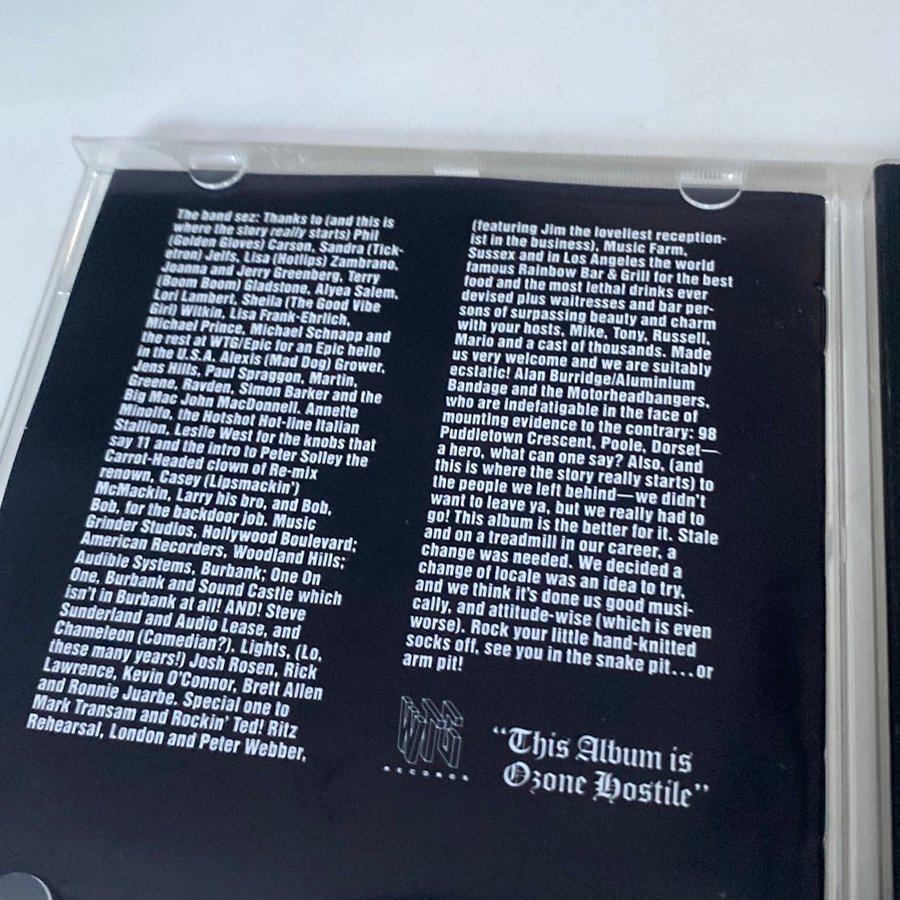 The band sez: Thanks to (and this is
where the story really starts) Phil
(Golden Gloves) Carson, Sandra (Tick-
etron) Jelfs, Lisa (Hotlips) Zambrano,
Joanna and Jerry Greenberg, Terry
(Boom Boom) Gladstone, Alyea Salem,
Lori Lambert, Sheila (The Good Vibe
Girl) Witkin, Lisa Frank-Ehrlich,
Michael Prince, Michael Schnapp and
the rest at WTG/Epic for an Epic hello
in the U.S.A. Alexis (Mad Dog) Grower,
Jens Hills, Paul Spraggon, Martin,
Greene, Ravden, Simon Barker and the
Big Mac John MacDonnell. Annette
Minolfo, the Hotshot Hot-line Italian
Stallion, Leslie West for the knobs that
say 11 and the intro to Peter Solley the
Carrol-Headed clown of Re-mix
renown, Casey (Lipsmackin')
McMackin, Larry his bro, and Bob,
Bob, for the backdoor job. Music
Grinder Studios, Hollywood Boulevard;
American Recorders, Woodland Hills;
Audible Systems, Burbank; One On
One, Burbank and Sound Castle which
isn't in Burbank at all! AND! Steve
Sunderland and Audio Lease, and
Chameleon (Comedian?), Lights, (Lo,
these many years!) Josh Rosen, Rick
Lawrence, Kevin O'Connor, Brett Allen
and Ronnie Juarbe. Special one to
Mark Transam and Rockin' Ted! Ritz
Rehearsal, London and Peter Webber,
(featuring Jim the loveliest reception-
ist in the business), Music Farm,
Sussex and in Los Angeles the world
famous Rainbow Bar & Grill for the best
food and the most lethal drinks ever
devised plus waitresses and bar per-
sons of surpassing beauty and charm
with your hosts, Mike, Tony, Russell,
Mario and a cast of thousands. Made
us very welcome and we are suitably
ecstatic! Alan Burridge/Aluminium
Bandage and the Motorheadbangers,
who are indefatigable in the face of
mounting evidence to the contrary: 98
Puddletown Crescent, Poole, Dorset—
a hero, what can one say? Also, (and
this is where the story really starts) to
the people we left behind—we didn't
want to leave ya, but we really had to
go! This album is the better for it. Stale
and on a treadmill in our career, a
change was needed. We decided a
change of locale was an idea to try,
and we think it's done us good musi-
cally, and attitude-wise (which is even
worse). Rock your little hand-knitted
socks off, see you in the snake pit...or
arm pit!
WTG
RECORDS
"This Album is
Ozone Hostile"